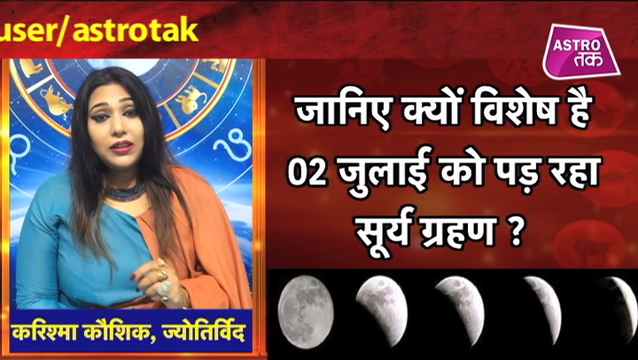 user/astrotak
ASTRO
तक
जानिए क्यों विशेष है
02 जुलाई को पड़ रहा
सूर्य ग्रहण ?
करिश्मा कौशिक, ज्योतिर्विद